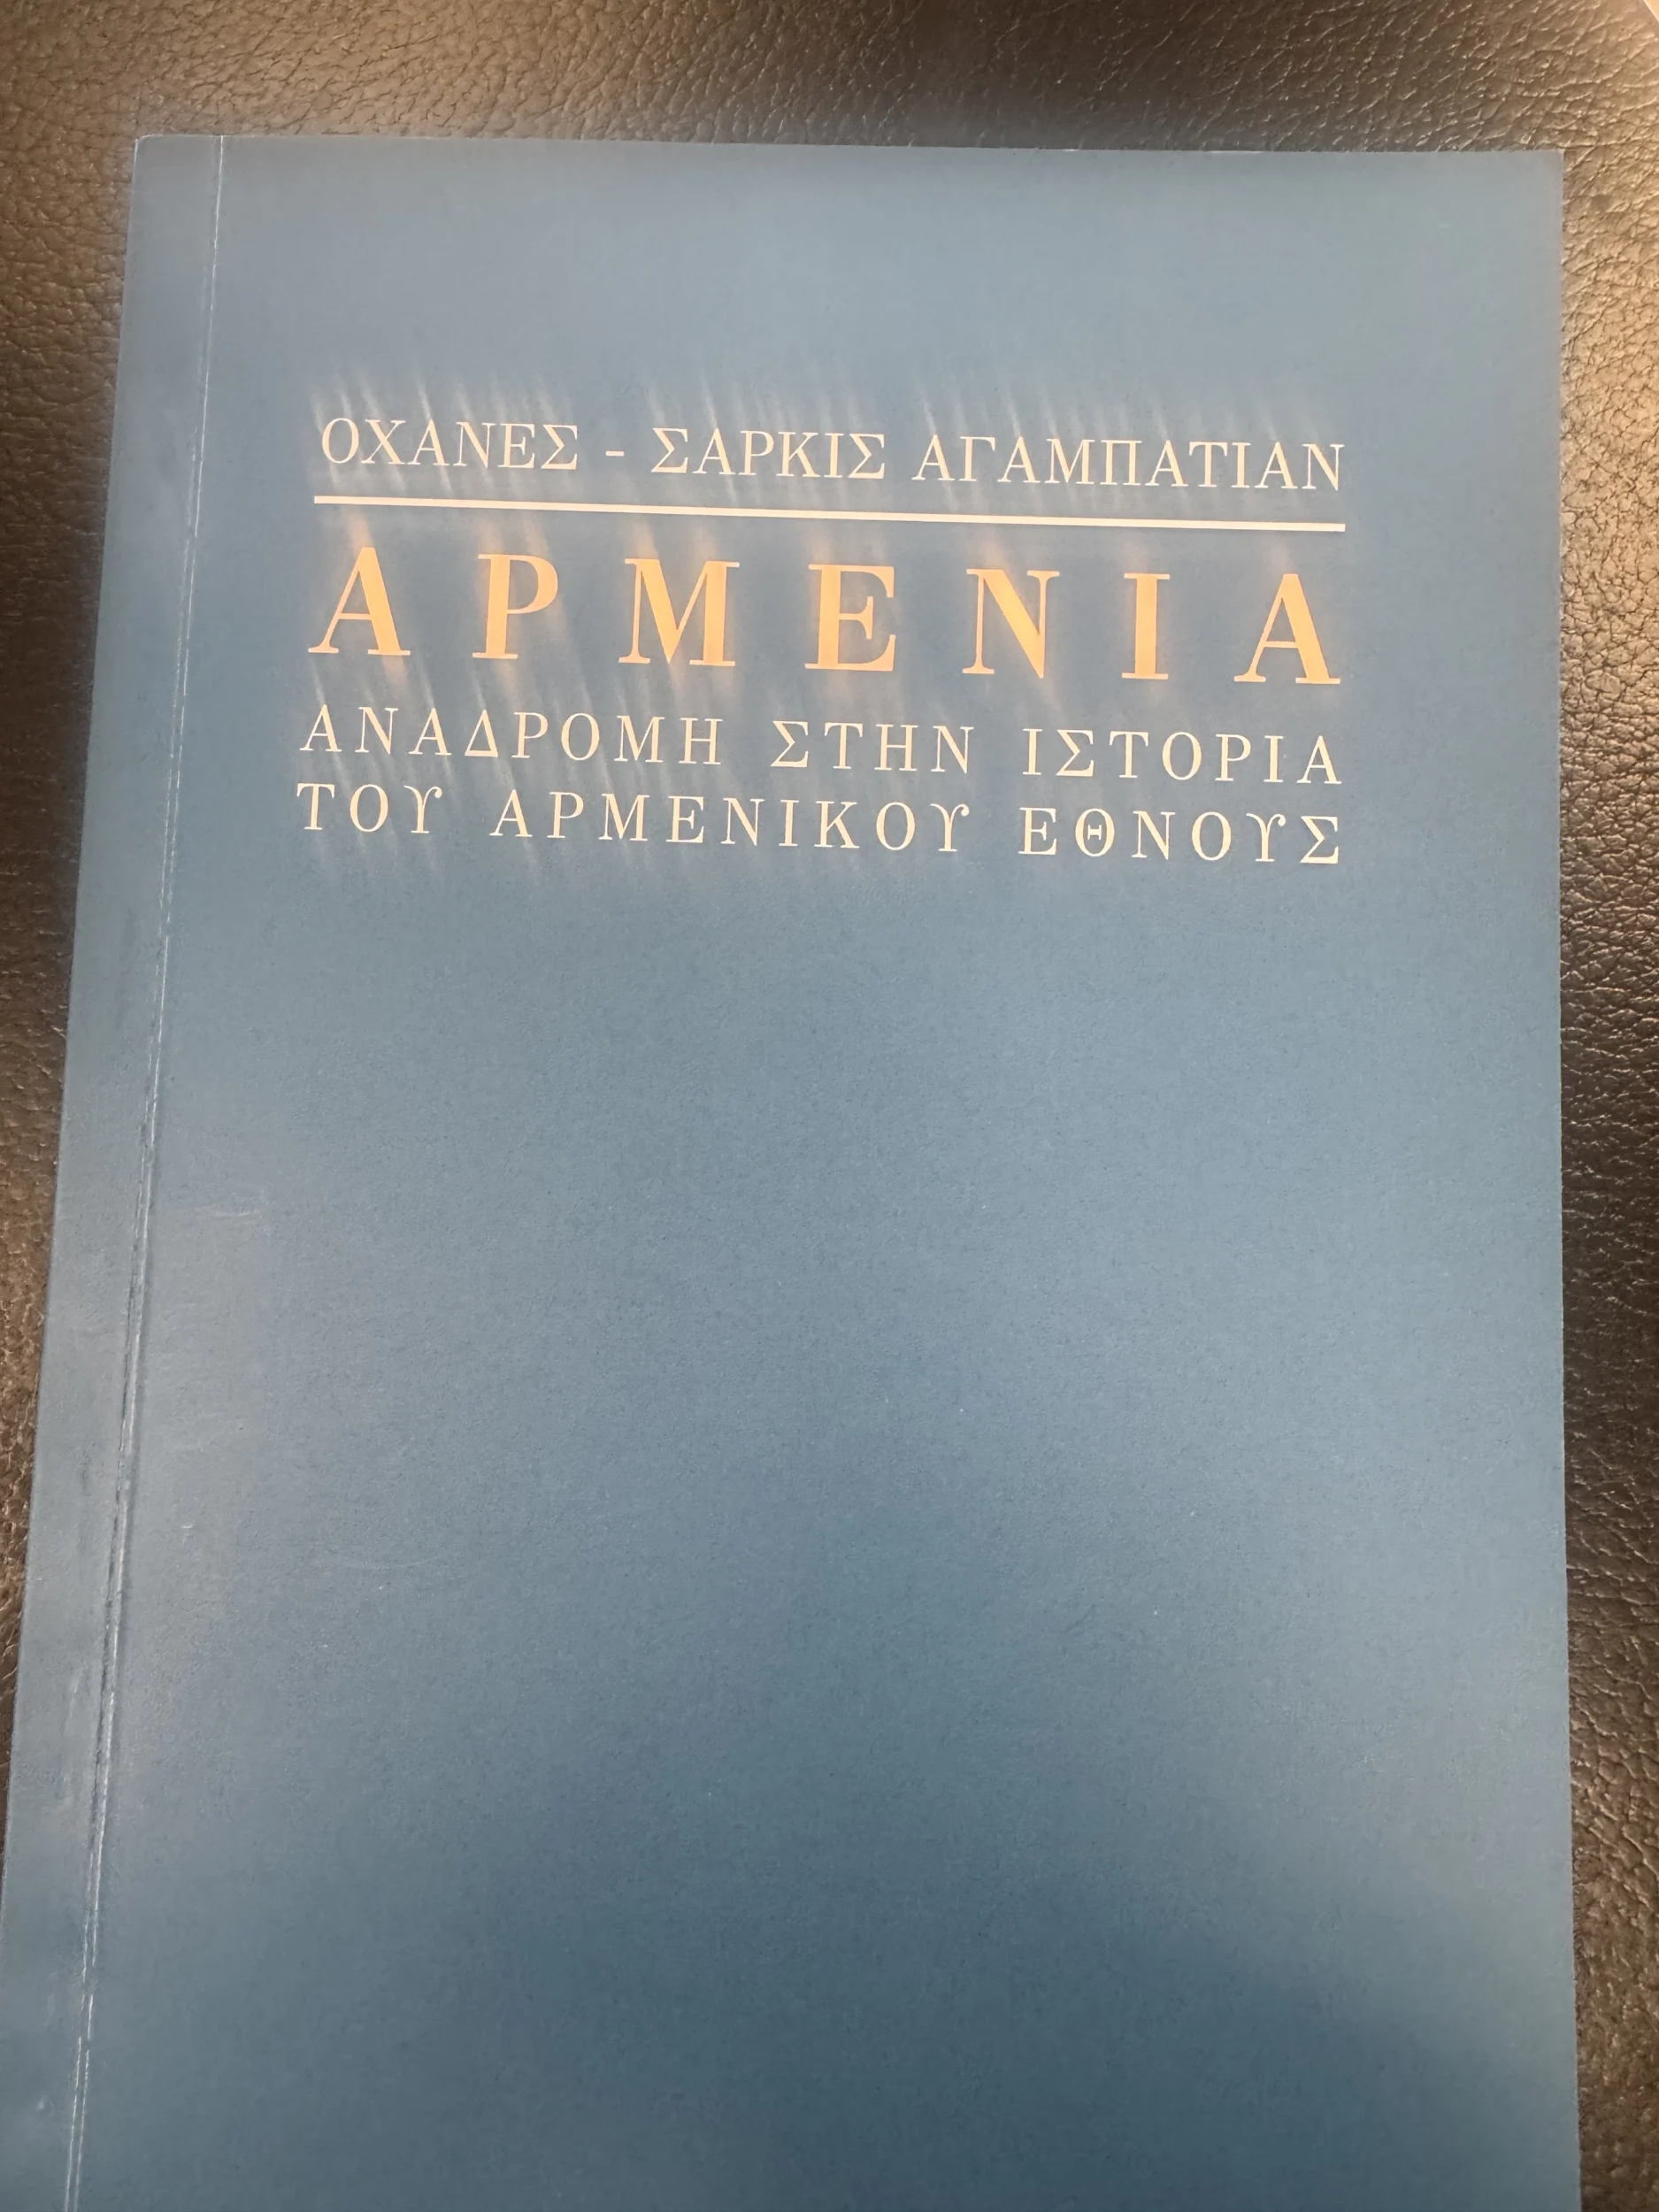 ΟΧΑΝΕΣ - ΣΑΡΚΙΣ ΑΓΑΜΠΑΤΙΑΝ
ΑΡΜΕΝΙΑ
ΑΝΑΔΡΟΜΗ ΣΤΗΝ ΙΣΤΟΡΙΑ
ΤΟΥ ΑΡΜΕΝΙΚΟΥ ΕΘΝΟΥΣ